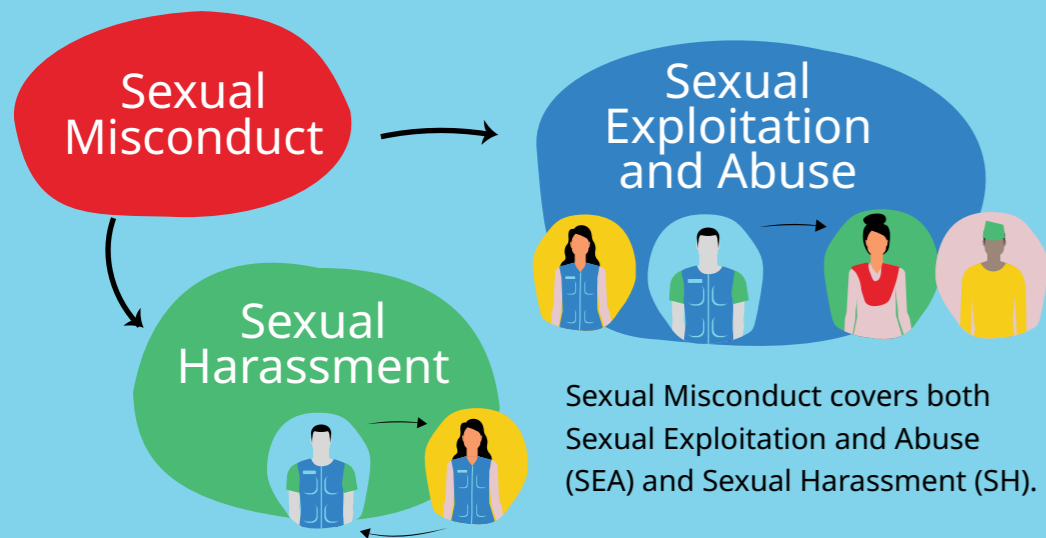 Sexual
Misconduct
Sexual
Exploitation
and Abuse
Sexual
Harassment
Sexual Misconduct covers both
Sexual Exploitation and Abuse
(SEA) and Sexual Harassment (SH).